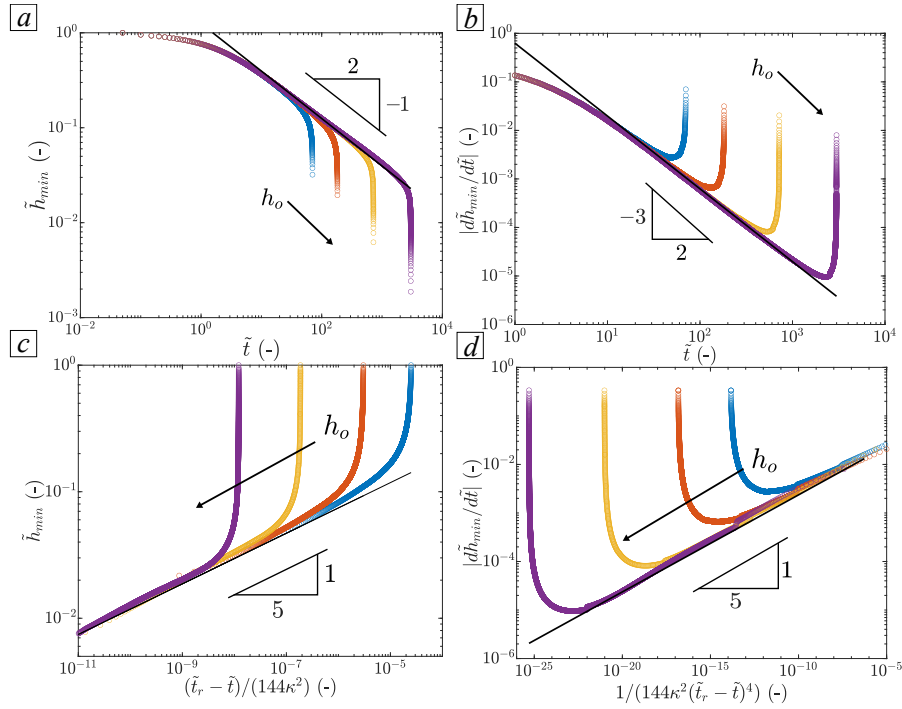 a
10^0
10^-1
10^-2
10^-3
10^-2
10^0
10^2
10^4
h̃_min (-)
t̃ (-)
2
−1
h_o
b
10^0
10^-1
10^-2
10^-3
10^-4
10^-5
10^-6
10^0
10^1
10^2
10^3
10^4
|dh̃_min/dt̃| (-)
t̃ (-)
h_o
−3
2
c
10^0
10^-1
10^-2
10^-11
10^-9
10^-7
10^-5
h̃_min (-)
(t̃_r − t̃)/(144κ^2) (-)
h_o
1
5
d
10^0
10^-2
10^-4
10^-6
10^-25
10^-20
10^-15
10^-10
10^-5
|dh̃_min/dt̃| (-)
1/(144κ^2(t̃_r − t̃)^4) (-)
h_o
1
5